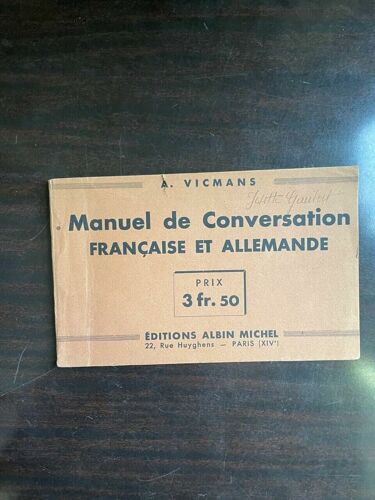 A. VICMANS
Manuel de Conversation
FRANÇAISE ET ALLEMANDE
PRIX
3 fr. 50
ÉDITIONS ALBIN MICHEL
22, Rue Huyghens — PARIS (XIVᵉ)